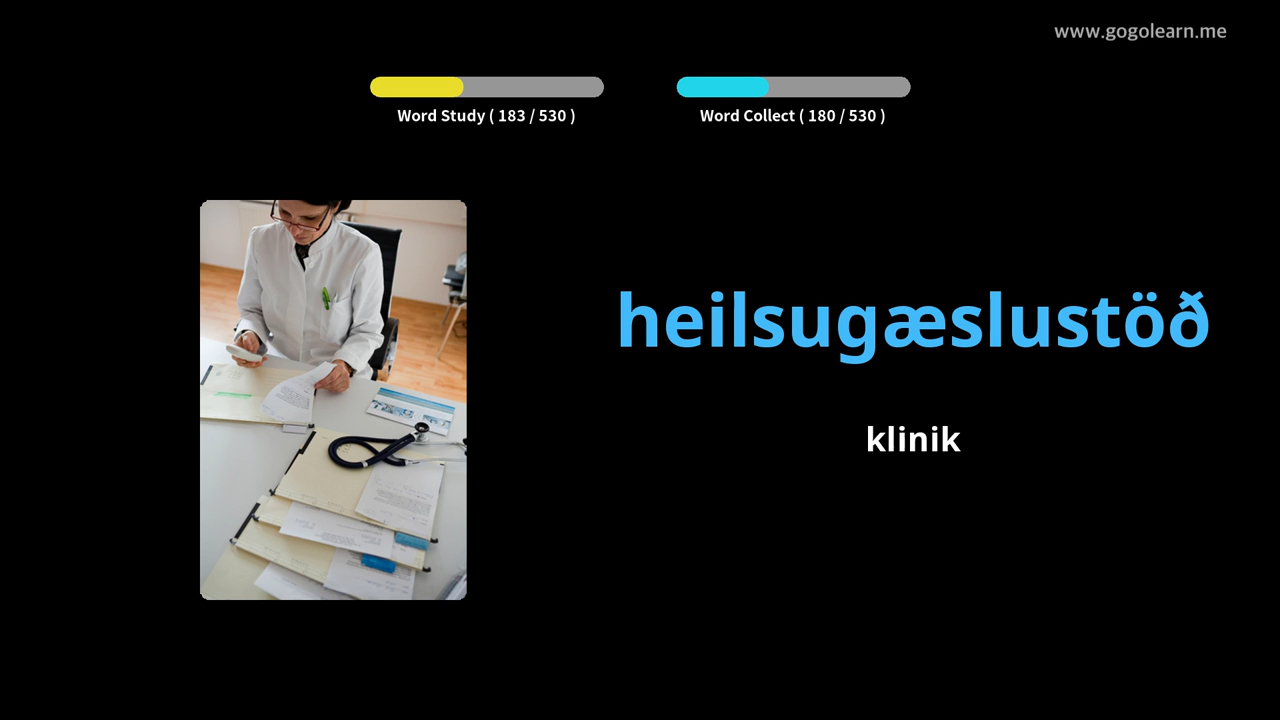 www.gogolearn.me
Word Study ( 183 / 530 )
Word Collect ( 180 / 530 )
heilsugæslustöð
klinik